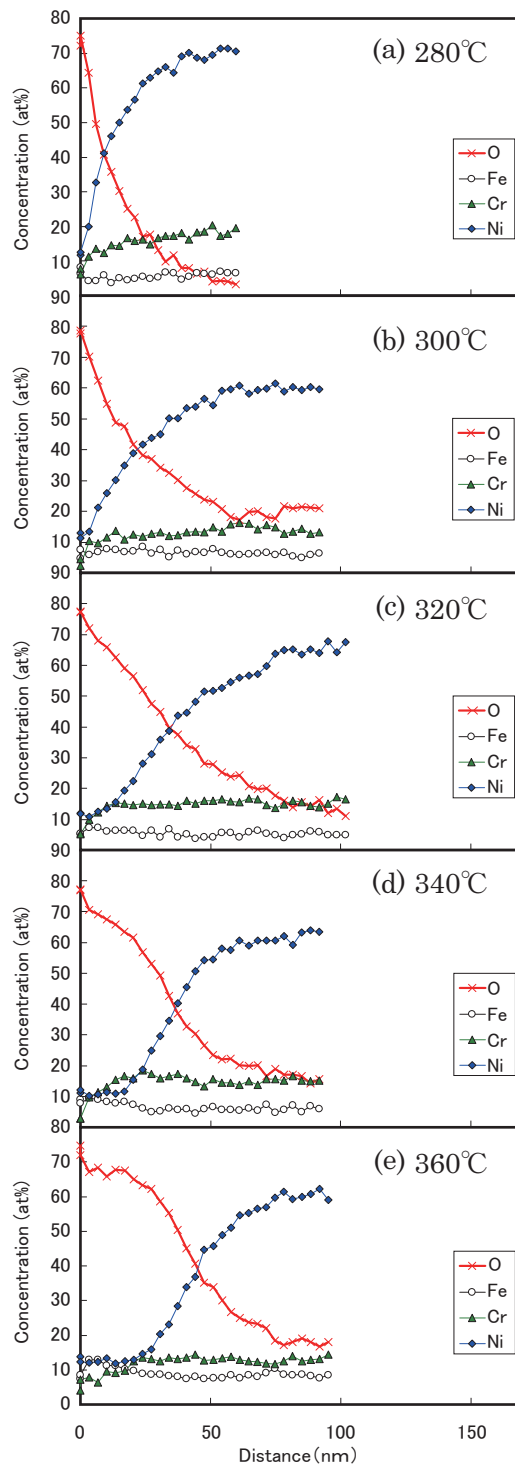 80
70
60
50
40
30
20
10
90
Concentration (at%)
(a) 280℃
O
Fe
Cr
Ni
80
70
60
50
40
30
20
10
90
Concentration (at%)
(b) 300℃
O
Fe
Cr
Ni
80
70
60
50
40
30
20
10
90
Concentration (at%)
(c) 320℃
O
Fe
Cr
Ni
80
70
60
50
40
30
20
10
80
Concentration (at%)
(d) 340℃
O
Fe
Cr
Ni
70
60
50
40
30
20
10
0
Concentration (at%)
(e) 360℃
O
Fe
Cr
Ni
0 50 100 150
Distance(nm)